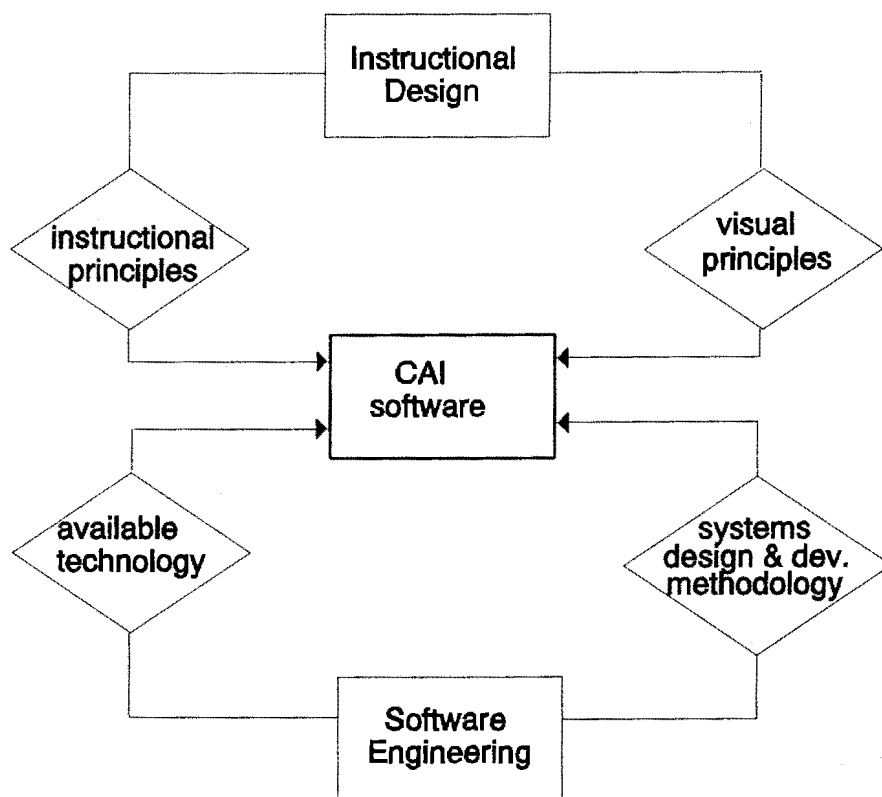 Instructional
Design
instructional
principles
visual
principles
CAI
software
available
technology
systems
design & dev.
methodology
Software
Engineering